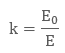 k = E₀/E